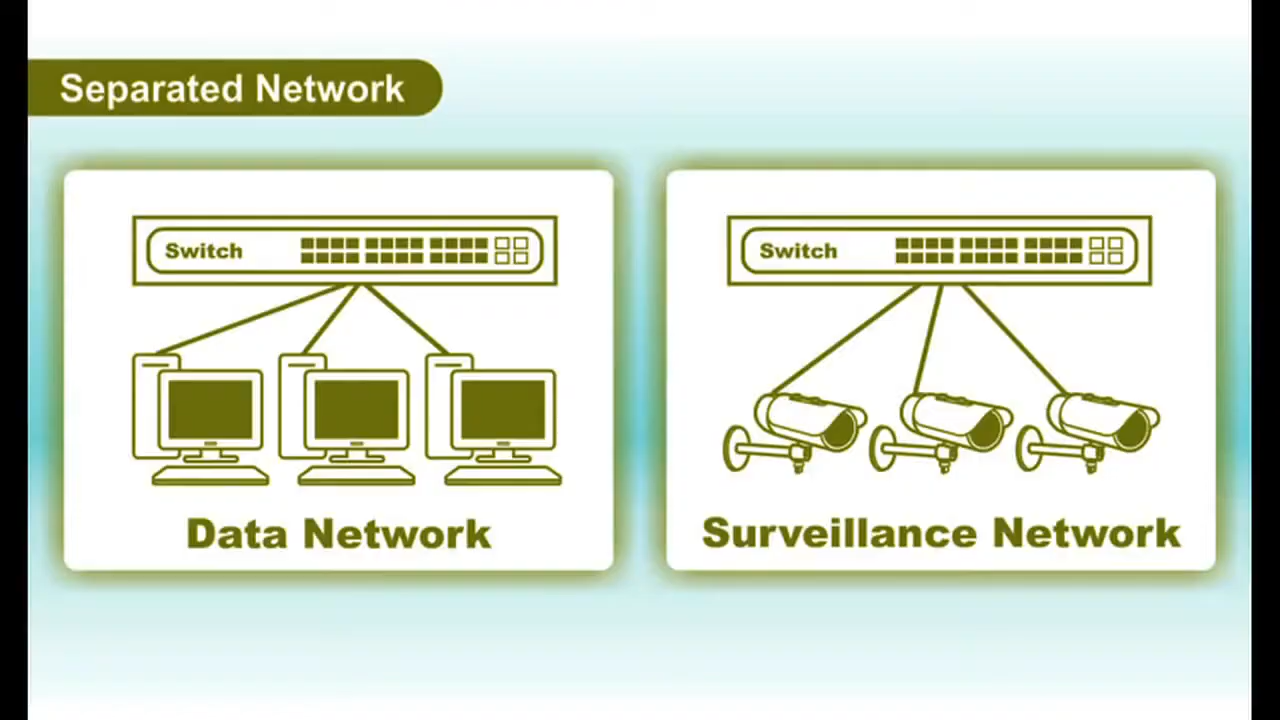 Separated Network
Switch
Switch
Data Network
Surveillance Network